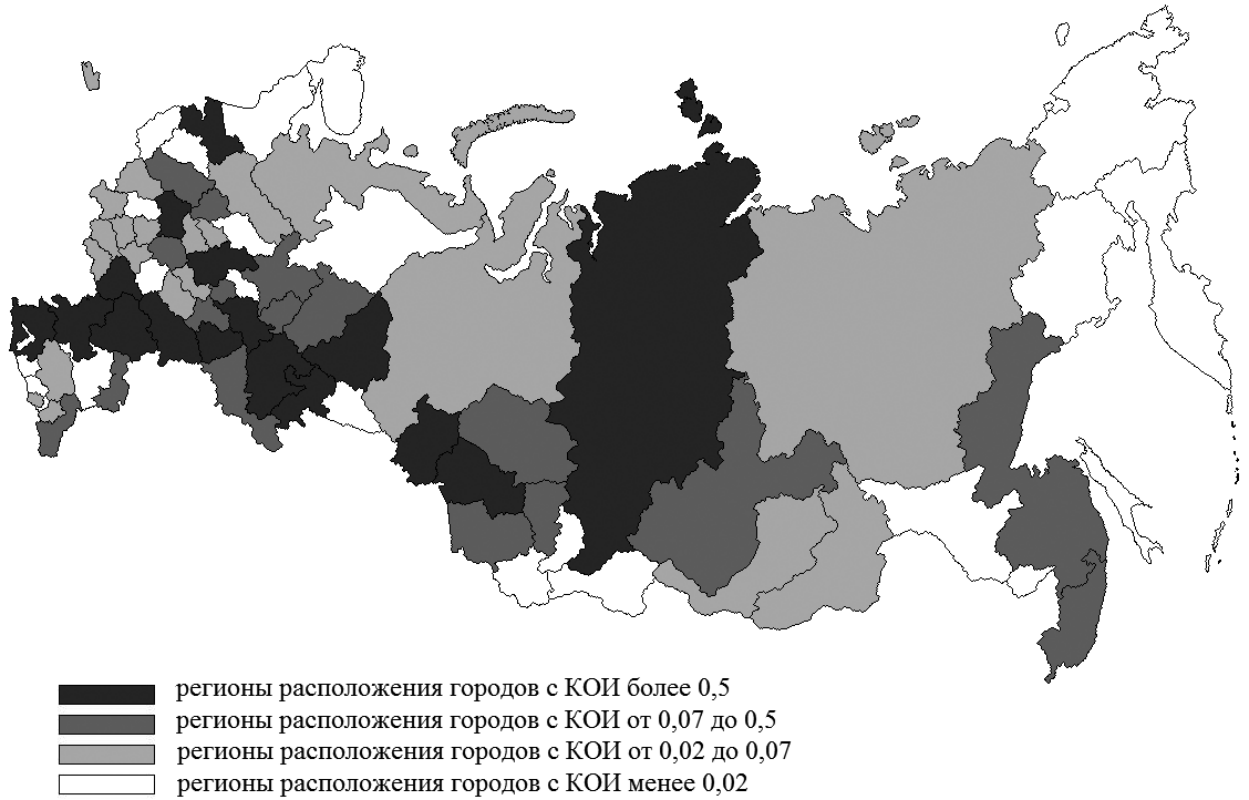 регионы расположения городов с КОИ более 0,5
регионы расположения городов с КОИ от 0,07 до 0,5
регионы расположения городов с КОИ от 0,02 до 0,07
регионы расположения городов с КОИ менее 0,02